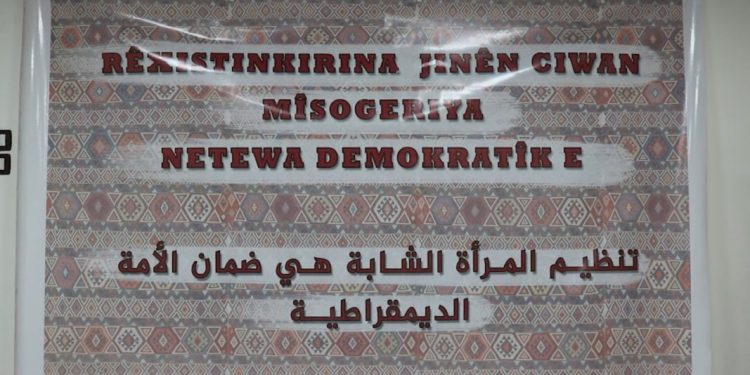 RÊXISTINKIRINA JINÊN CIWAN
MÎSOGERIYA
NETEWA DEMOKRATÎK E
تنظيم المرأة الشابة هي ضمان الأمة
الديمقراطية